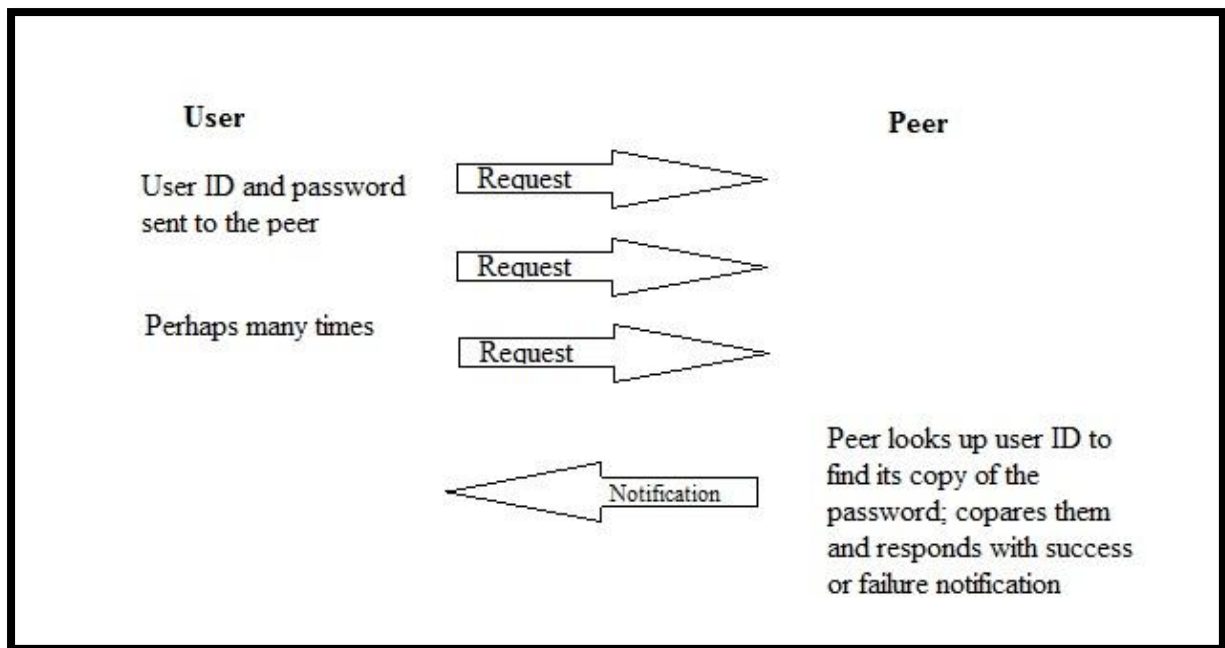 User
User ID and password
sent to the peer
Perhaps many times
Request
Request
Request
Notification
Peer
Peer looks up user ID to
find its copy of the
password; copares them
and responds with success
or failure notification